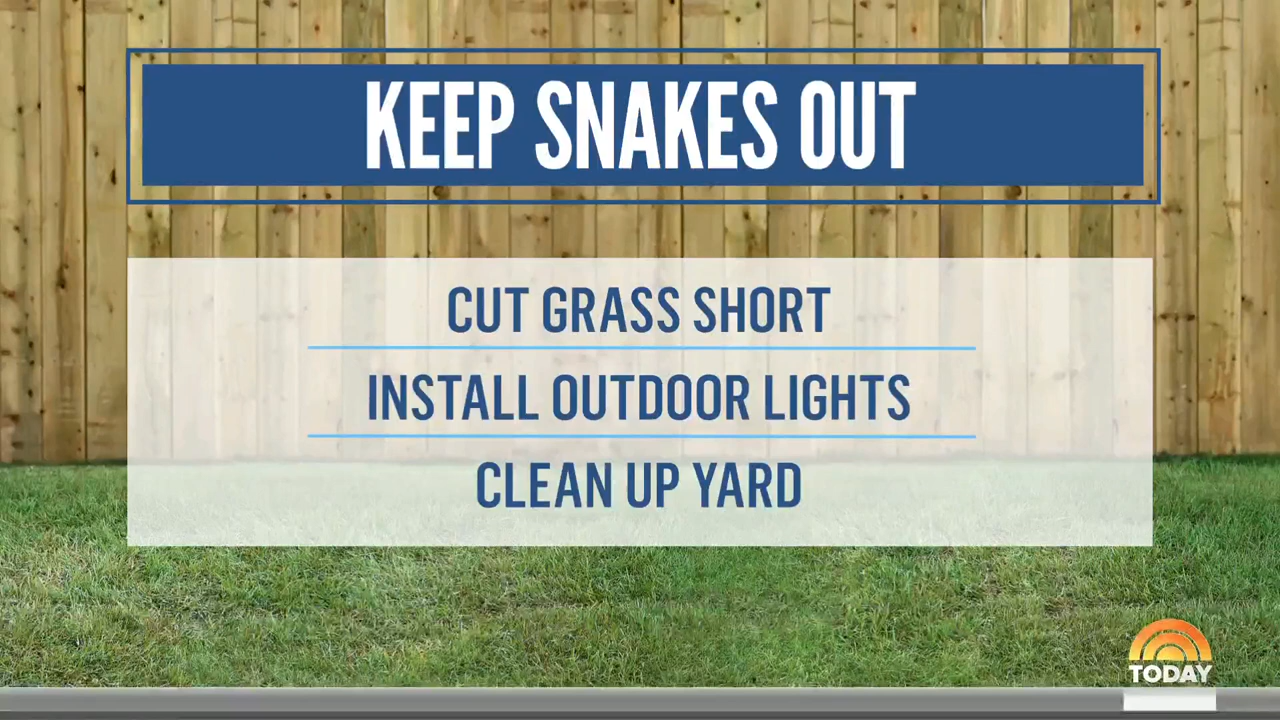 KEEP SNAKES OUT
CUT GRASS SHORT
INSTALL OUTDOOR LIGHTS
CLEAN UP YARD
TODAY